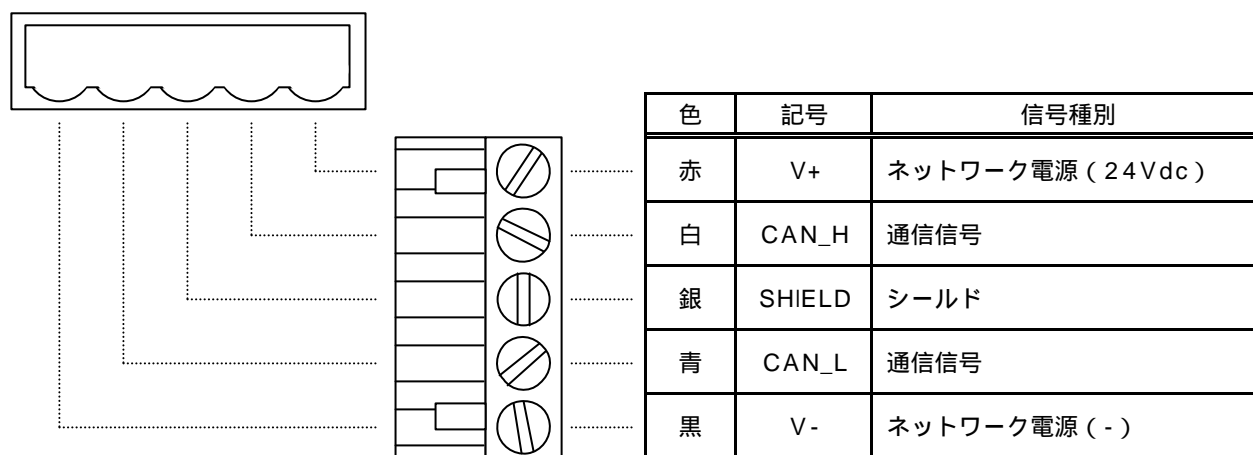 色 記号 信号種別
赤 V+ ネットワーク電源(24Vdc)
白 CAN_H 通信信号
銀 SHIELD シールド
青 CAN_L 通信信号
黒 V- ネットワーク電源(-)